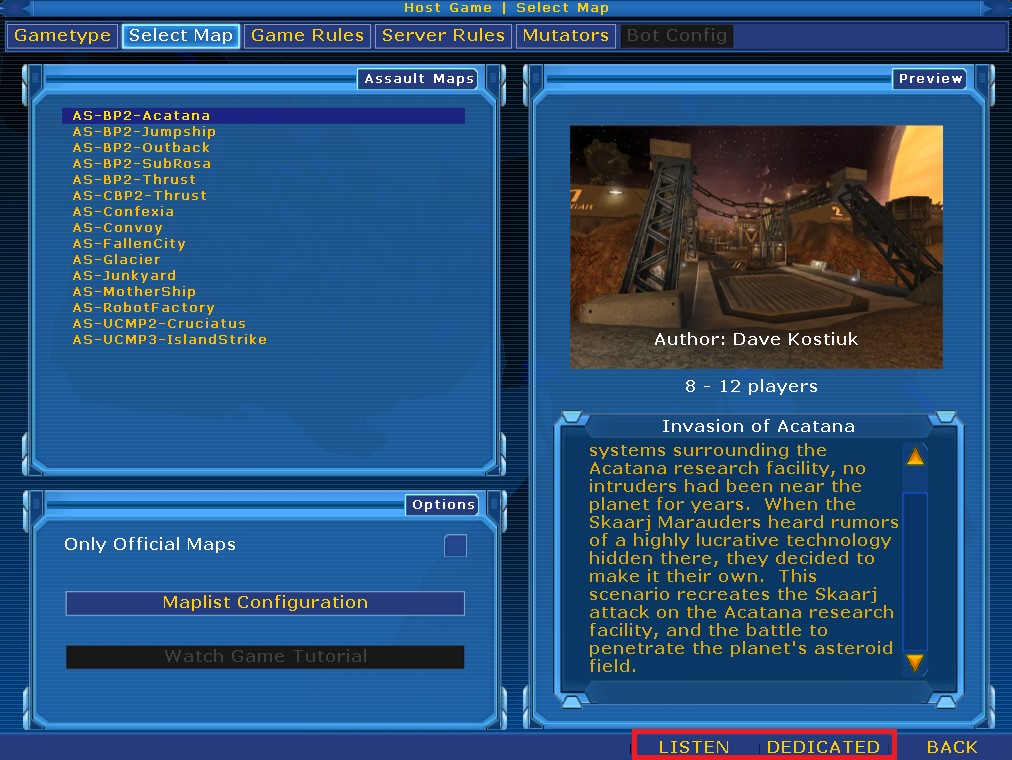 Host Game | Select Map
Gametype Select Map Game Rules Server Rules Mutators Bot Config
Assault Maps
AS-BP2-Acatana
AS-BP2-Jumpship
AS-BP2-Outback
AS-BP2-SubRosa
AS-BP2-Thrust
AS-CBP2-Thrust
AS-Confexia
AS-Convoy
AS-FallenCity
AS-Glacier
AS-Junkyard
AS-MotherShip
AS-RobotFactory
AS-UCMP2-Cruciatus
AS-UCMP3-IslandStrike
Options
Only Official Maps
Maplist Configuration
Watch Game Tutorial
Preview
Author: Dave Kostiuk
8 - 12 players
Invasion of Acatana
systems surrounding the
Acatana research facility, no
intruders had been near the
planet for years.  When the
Skaarj Marauders heard rumors
of a highly lucrative technology
hidden there, they decided to
make it their own.  This
scenario recreates the Skaarj
attack on the Acatana research
facility, and the battle to
penetrate the planet's asteroid
field.
LISTEN DEDICATED BACK